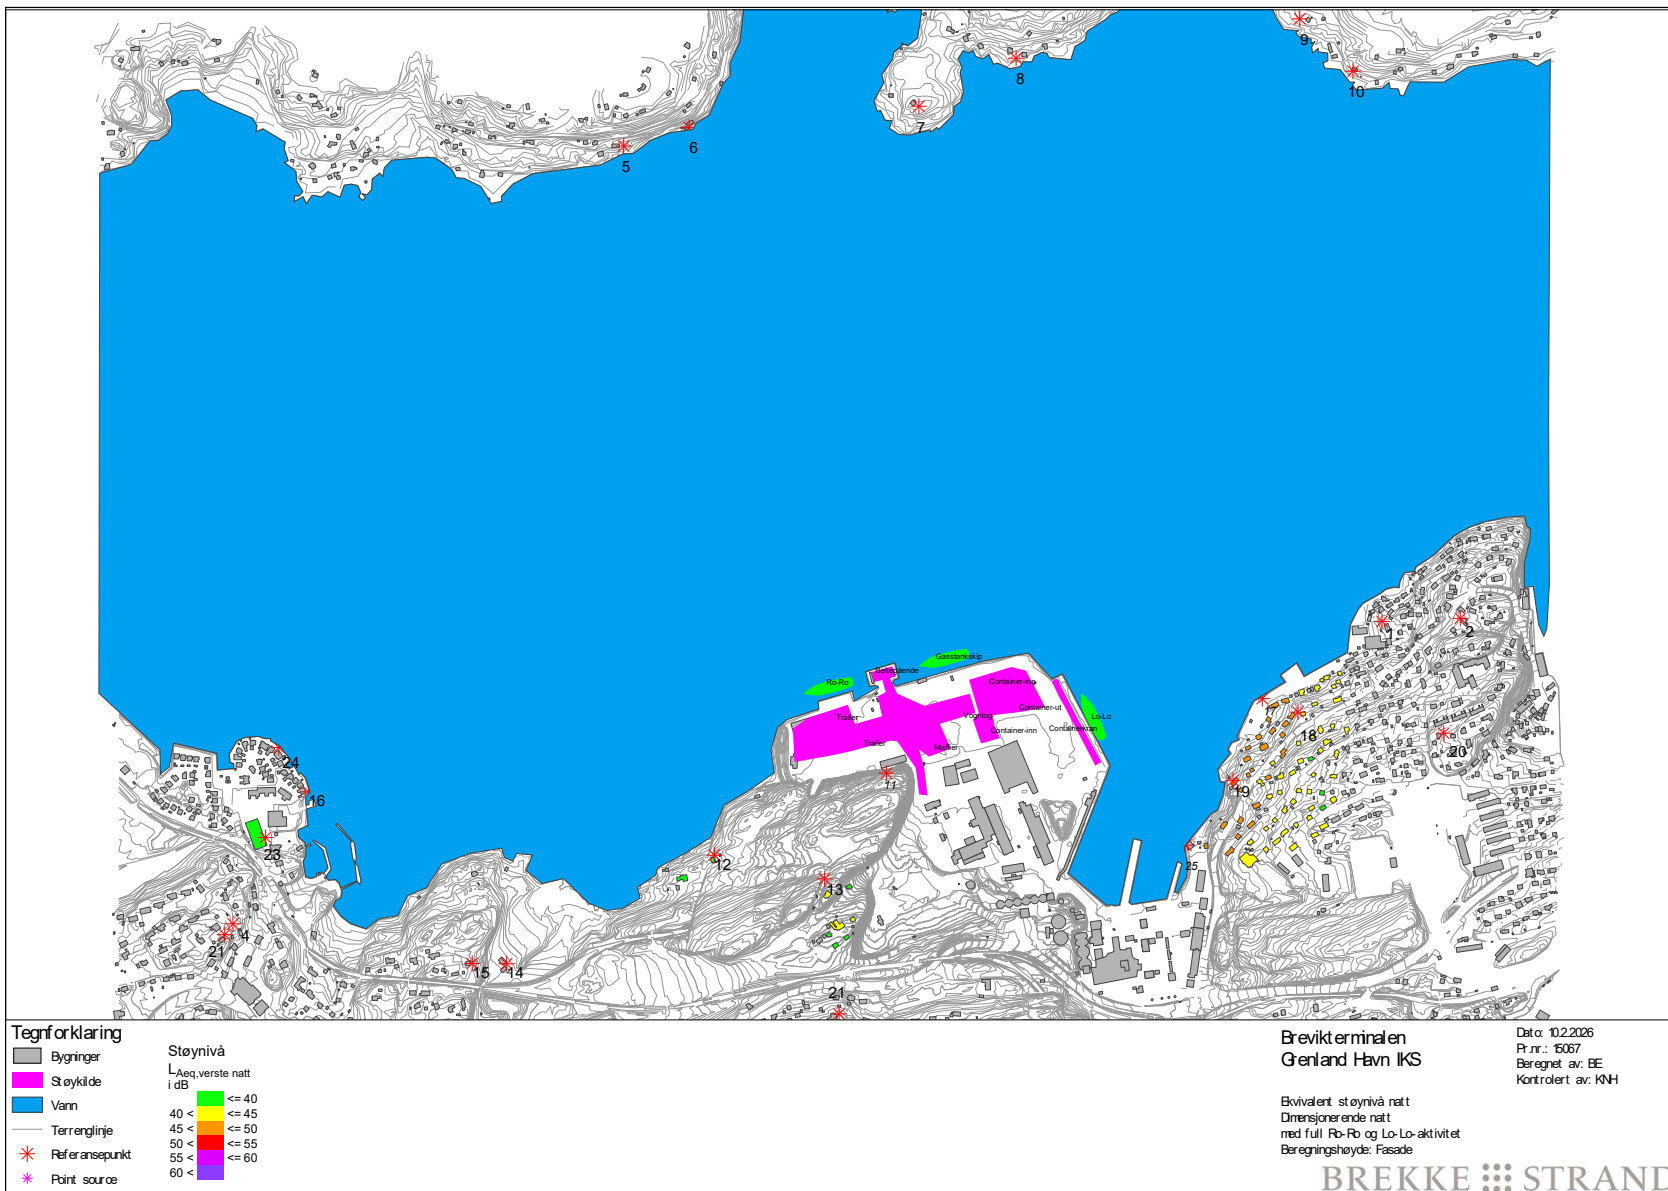 9
8
10
7
6
5
1
2
Gasstankskip
Beltegående
Ro-Ro
Container-inn
Trailer
Vogntog
Container-ut
Lo-Lo
Container-inn
Containerkran
Trailer
Mafier
17
18
20
24
16
19
11
23
12
25
13
4
21
15
14
21
Tegnforklaring
Bygninger
Støykilde
Vann
Terrenglinje
Referansepunkt
Point source
Støynivå
LAeq,verste natt
i dB
<= 40
40 < <= 45
45 < <= 50
50 < <= 55
55 < <= 60
60 <
Brevikterminalen
Grenland Havn IKS
Ekvivalent støynivå natt
Dimensjonerende natt
med full Ro-Ro og Lo-Lo-aktivitet
Beregningshøyde: Fasade
Dato: 10.2.2026
Pr.nr.: 15067
Beregnet av: BE
Kontrolert av: KNH
BREKKE STRAND